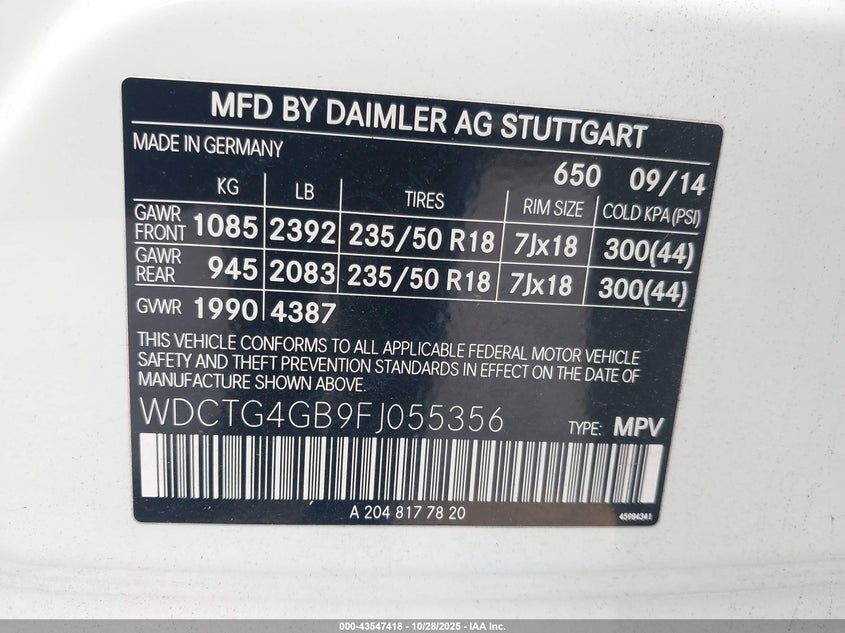 MFD BY DAIMLER AG STUTTGART
MADE IN GERMANY
650 09/14
KG LB TIRES RIM SIZE COLD KPA (PSI)
GAWR FRONT 1085 2392 235/50 R18 7Jx18 300(44)
GAWR REAR 945 2083 235/50 R18 7Jx18 300(44)
GVWR 1990 4387
THIS VEHICLE CONFORMS TO ALL APPLICABLE FEDERAL MOTOR VEHICLE
SAFETY AND THEFT PREVENTION STANDARDS IN EFFECT ON THE DATE OF
MANUFACTURE SHOWN ABOVE.
WDCTG4GB9FJ055356 TYPE: MPV
A 204 817 78 20 45984341
000-43547418 | 10/28/2025 - IAA Inc.